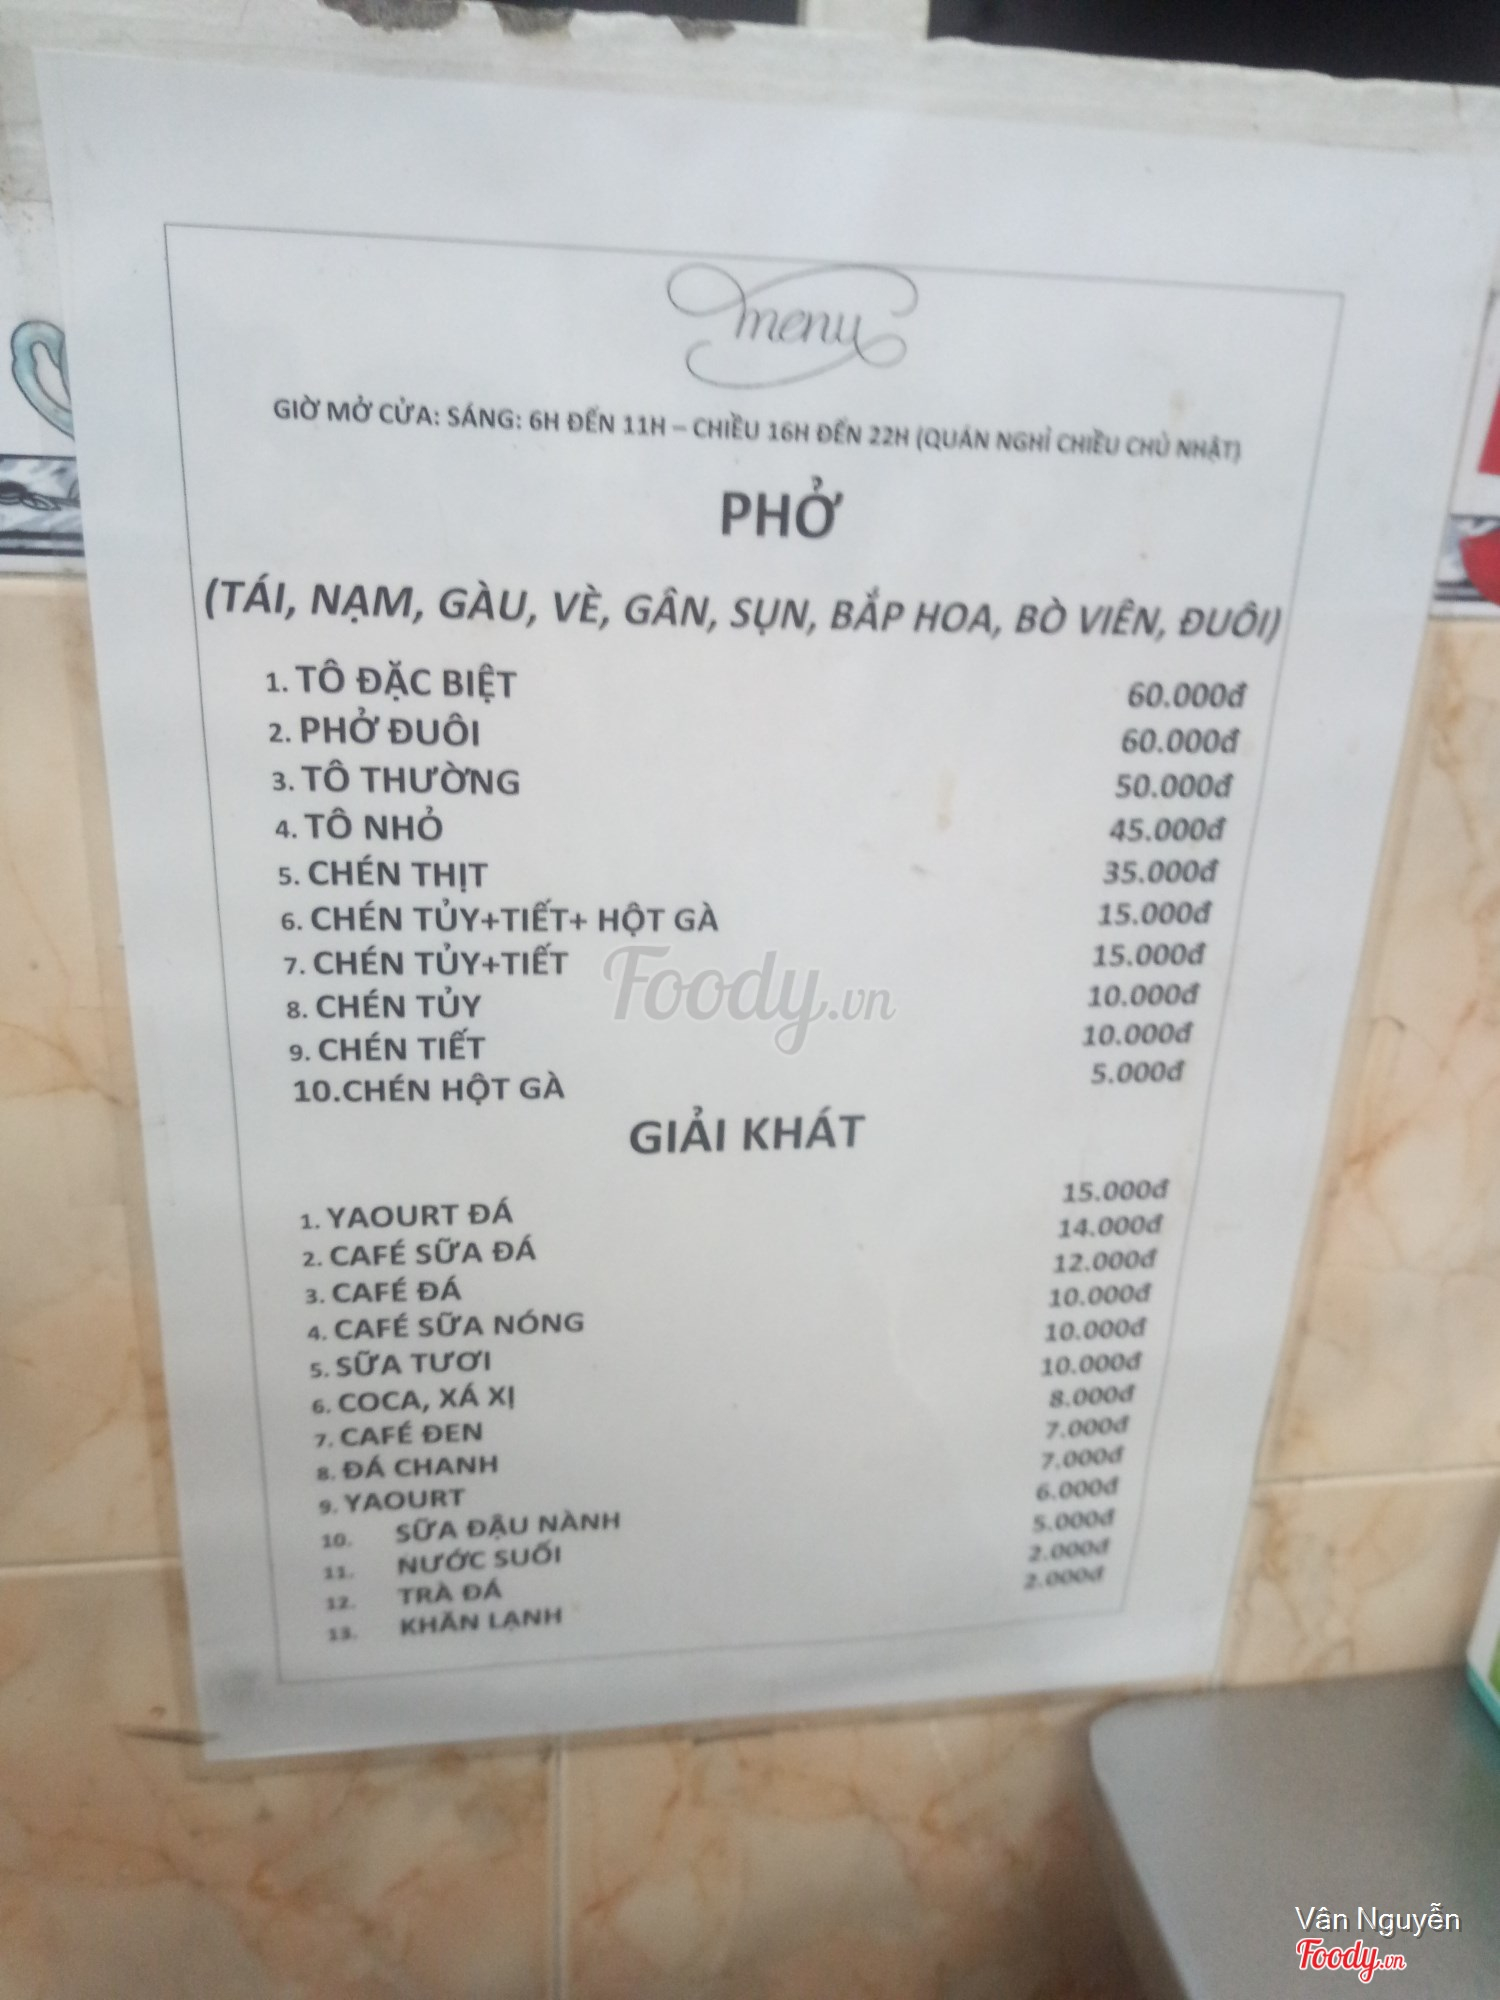 menu
GIỜ MỞ CỬA: SÁNG: 6H ĐẾN 11H – CHIỀU 16H ĐẾN 22H (QUÁN NGHỈ CHIỀU CHỦ NHẬT)
PHỞ
(TÁI, NẠM, GÀU, VÈ, GÂN, SỤN, BẮP HOA, BÒ VIÊN, ĐUÔI)
1. TÔ ĐẶC BIỆT 60.000đ
2. PHỞ ĐUÔI 60.000đ
3. TÔ THƯỜNG 50.000đ
4. TÔ NHỎ 45.000đ
5. CHÉN THỊT 35.000đ
6. CHÉN TỦY+TIẾT+ HỘT GÀ 15.000đ
7. CHÉN TỦY+TIẾT 15.000đ
8. CHÉN TỦY 10.000đ
9. CHÉN TIẾT 10.000đ
10.CHÉN HỘT GÀ 5.000đ
GIẢI KHÁT
1. YAOURT ĐÁ 15.000đ
2. CAFÉ SỮA ĐÁ 14.000đ
3. CAFÉ ĐÁ 12.000đ
4. CAFÉ SỮA NÓNG 10.000đ
5. SỮA TƯƠI 10.000đ
6. COCA, XÁ XỊ 10.000đ
7. CAFÉ ĐEN 8.000đ
8. ĐÁ CHANH 7.000đ
9. YAOURT 7.000đ
10. SỮA ĐẬU NÀNH 6.000đ
11. NƯỚC SUỐI 5.000đ
12. TRÀ ĐÁ 2.000đ
13. KHĂN LẠNH 2.000đ
Foody.vn
Vân Nguyễn
Foody.vn